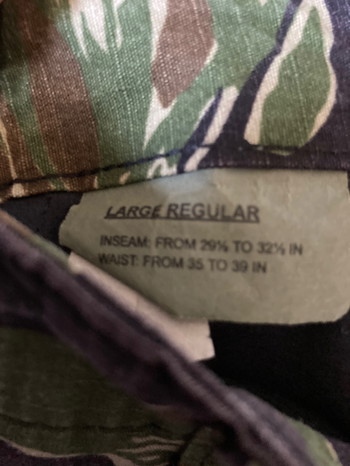 LARGE REGULAR
INSEAM: FROM 29½ TO 32½ IN
WAIST: FROM 35 TO 39 IN